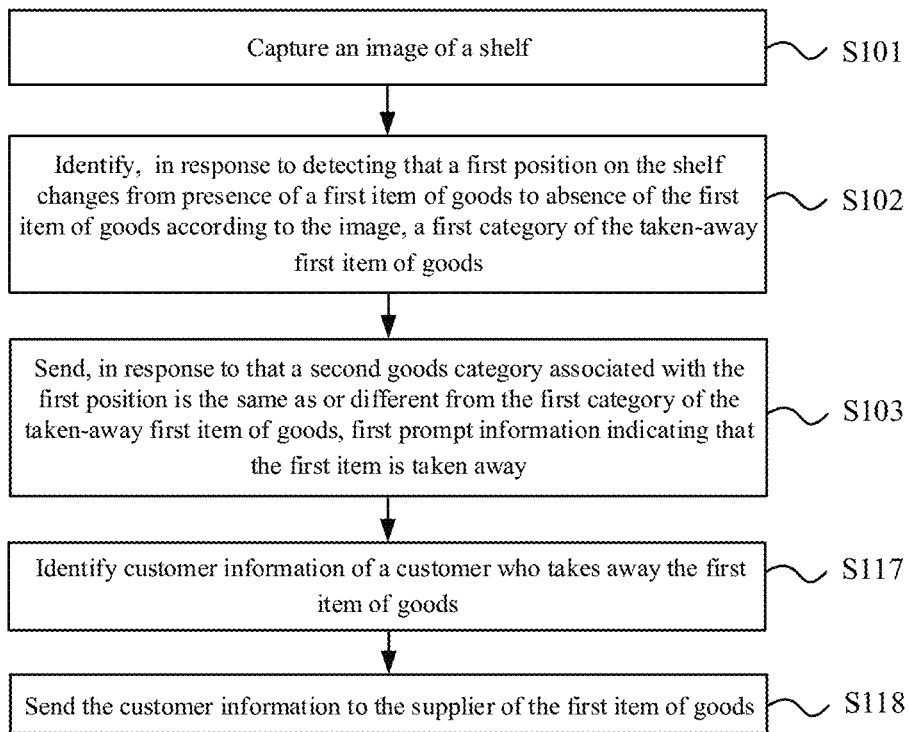 Capture an image of a shelf
S101
Identify, in response to detecting that a first position on the shelf
changes from presence of a first item of goods to absence of the first
item of goods according to the image, a first category of the taken-away
first item of goods
S102
Send, in response to that a second goods category associated with the
first position is the same as or different from the first category of the
taken-away first item of goods, first prompt information indicating that
the first item is taken away
S103
Identify customer information of a customer who takes away the first
item of goods
S117
Send the customer information to the supplier of the first item of goods
S118